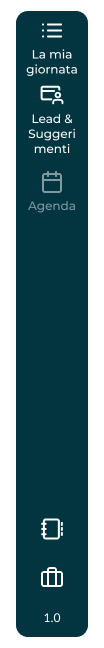 La mia
giornata
Lead &
Suggeri
menti
Agenda
1.0